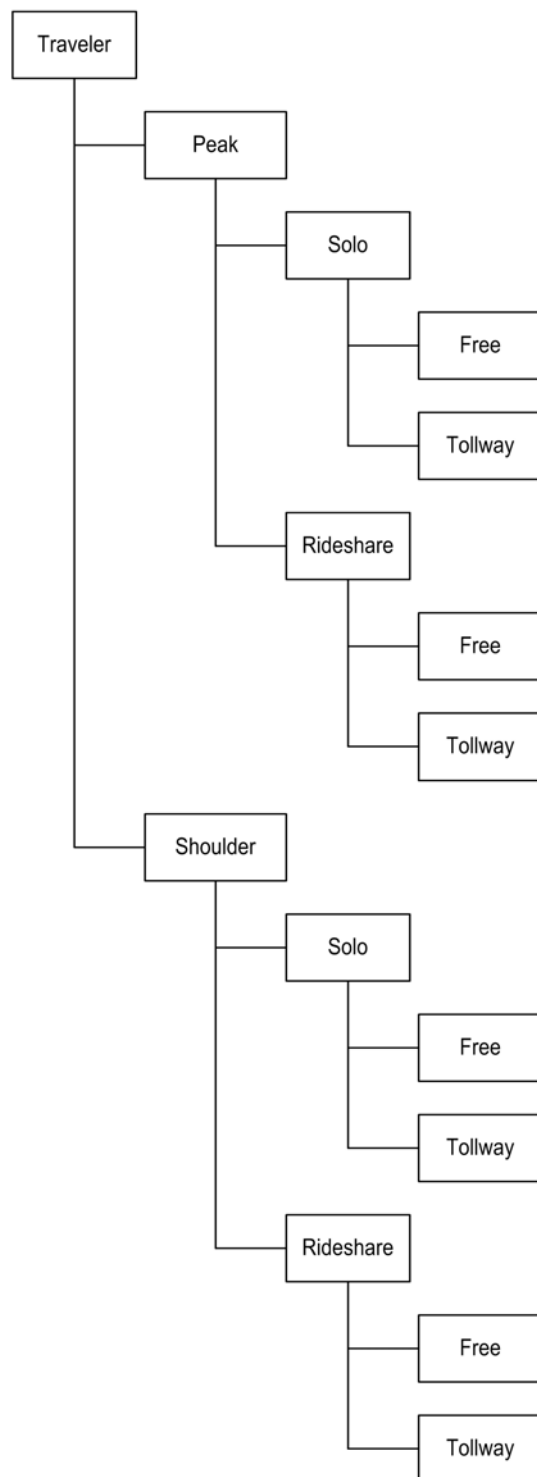 Traveler
Peak
Solo
Free
Tollway
Rideshare
Free
Tollway
Shoulder
Solo
Free
Tollway
Rideshare
Free
Tollway